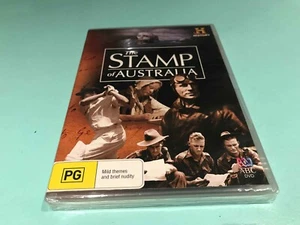 H
The
STAMP
of AUSTRALIA
PG
Mild themes
and brief nudity
ABC
DVD